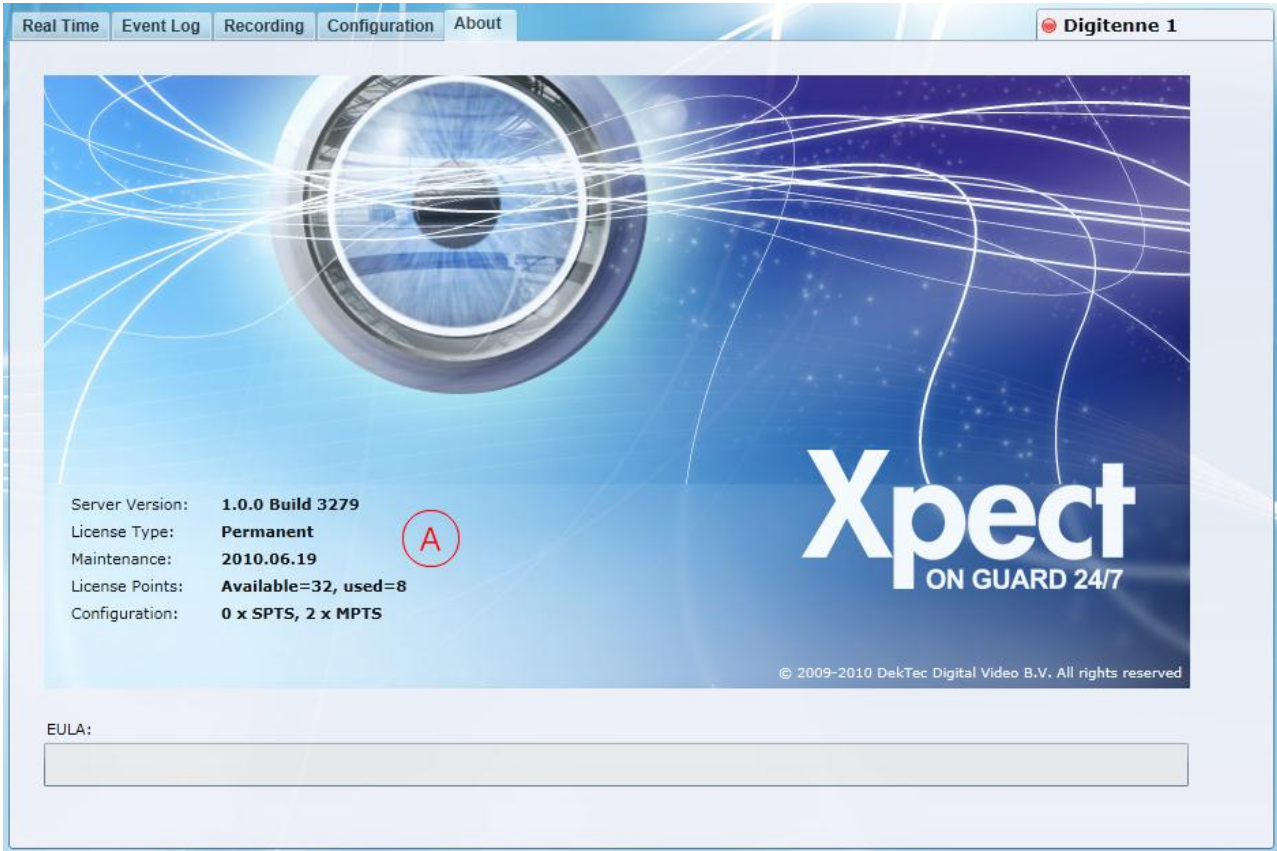 Real Time Event Log Recording Configuration About Digitenne 1
Xpect
ON GUARD 24/7
Server Version: 1.0.0 Build 3279
License Type: Permanent
A
Maintenance: 2010.06.19
License Points: Available=32, used=8
Configuration: 0 x SPTS, 2 x MPTS
© 2009-2010 DekTec Digital Video B.V. All rights reserved
EULA: